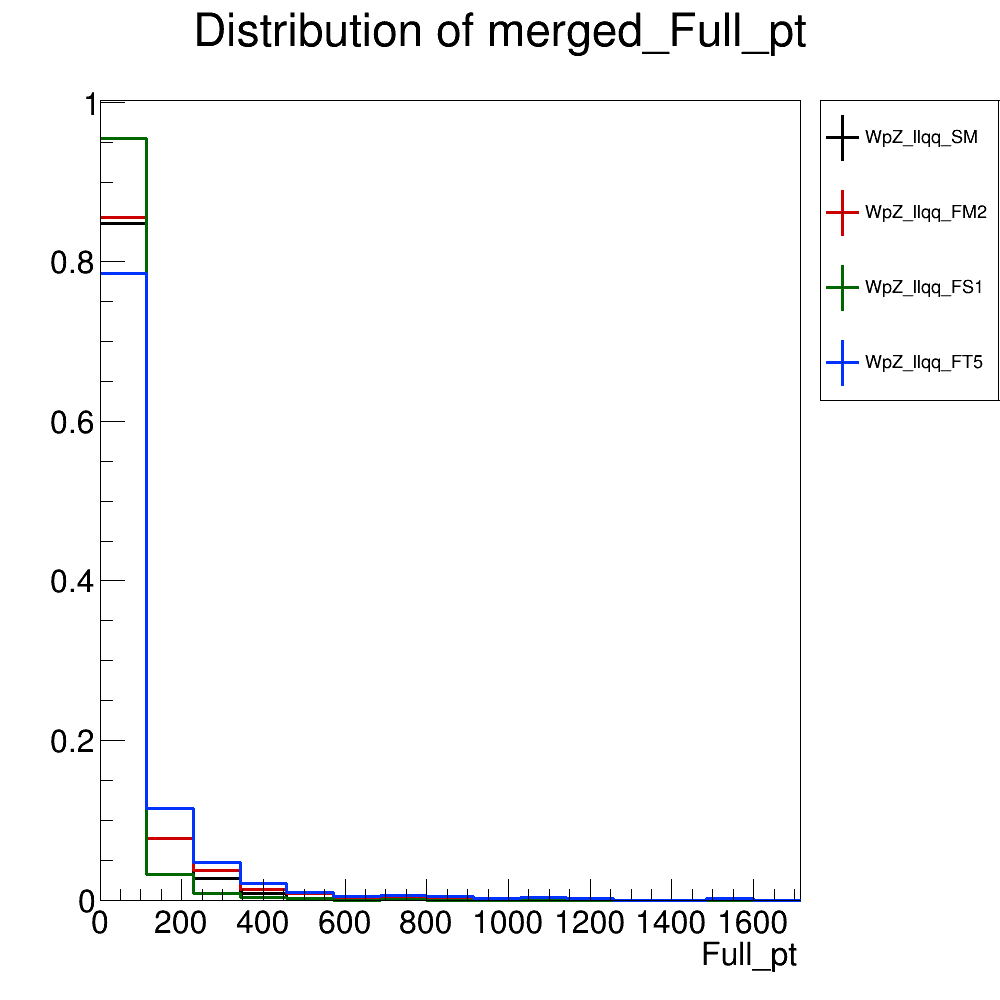 Distribution of merged_Full_pt
1
0.8
0.6
0.4
0.2
0
0 200 400 600 800 1000 1200 1400 1600
Full_pt
WpZ_llqq_SM
WpZ_llqq_FM2
WpZ_llqq_FS1
WpZ_llqq_FT5